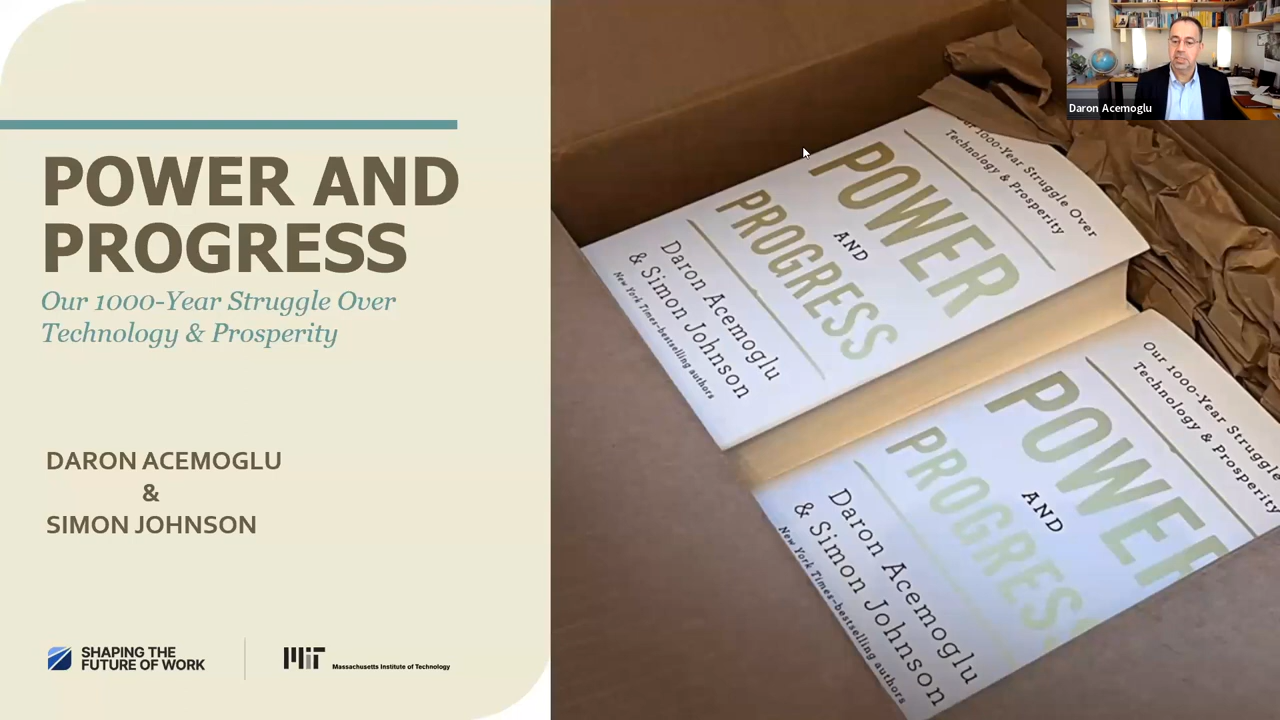 POWER AND
PROGRESS
Our 1000-Year Struggle Over
Technology & Prosperity
DARON ACEMOGLU
&
SIMON JOHNSON
SHAPING THE
FUTURE OF WORK
MIT
Massachusetts Institute of Technology
Our 1000-Year Struggle Over
Technology & Prosperity
POWER
AND
PROGRESS
Daron Acemoglu
& Simon Johnson
New York Times-bestselling authors
Our 1000-Year Struggle
Technology & Prosperity
POWER
AND
PROGRESS
Daron Acemoglu
& Simon Johnson
New York Times-bestselling authors
Daron Acemoglu